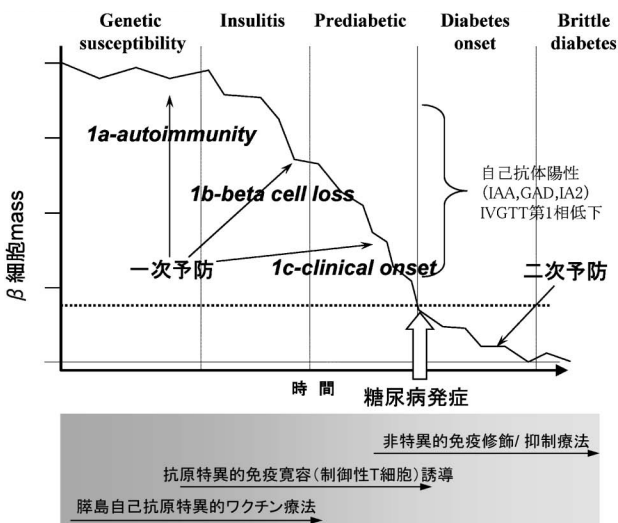 Genetic
susceptibility
Insulitis
Prediabetic
Diabetes
onset
Brittle
diabetes
1a-autoimmunity
1b-beta cell loss
自己抗体陽性
(IAA,GAD,IA2)
IVGTT第1相低下
一次予防
1c-clinical onset
二次予防
β細胞mass
時間
糖尿病発症
非特異的免疫修飾/抑制療法
抗原特異的免疫寛容(制御性T細胞)誘導
膵島自己抗原特異的ワクチン療法